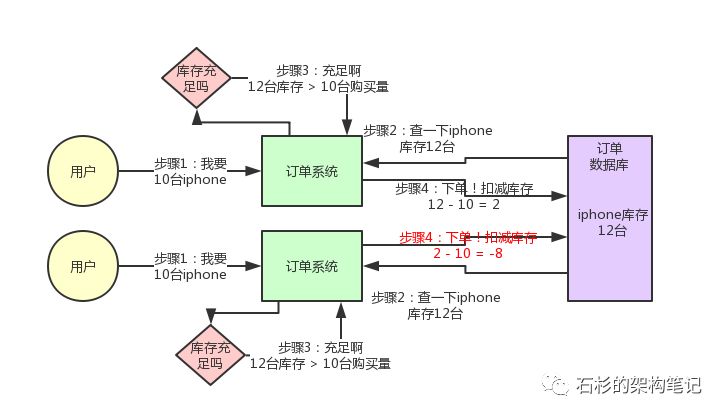 库存充
足吗
步骤3：充足啊
12台库存 > 10台购买量
步骤2：查一下iphone
库存12台
用户
步骤1：我要
10台iphone
订单系统
步骤4：下单！扣减库存
12 - 10 = 2
订单
数据库
iphone库存
12台
用户
步骤1：我要
10台iphone
订单系统
步骤4：下单！扣减库存
2 - 10 = -8
步骤2：查一下iphone
库存12台
库存充
足吗
步骤3：充足啊
12台库存 > 10台购买量
石杉的架构笔记